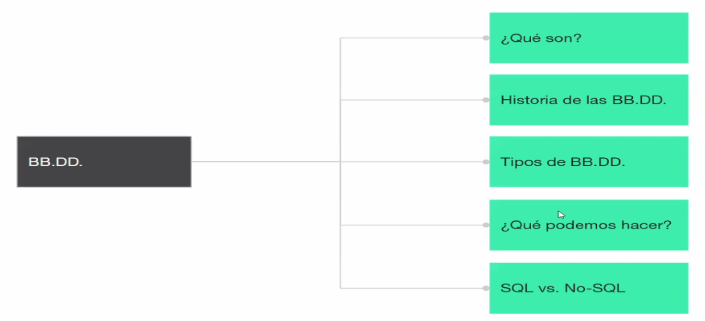 BB.DD.
¿Qué son?
Historia de las BB.DD.
Tipos de BB.DD.
¿Qué podemos hacer?
SQL vs. No-SQL